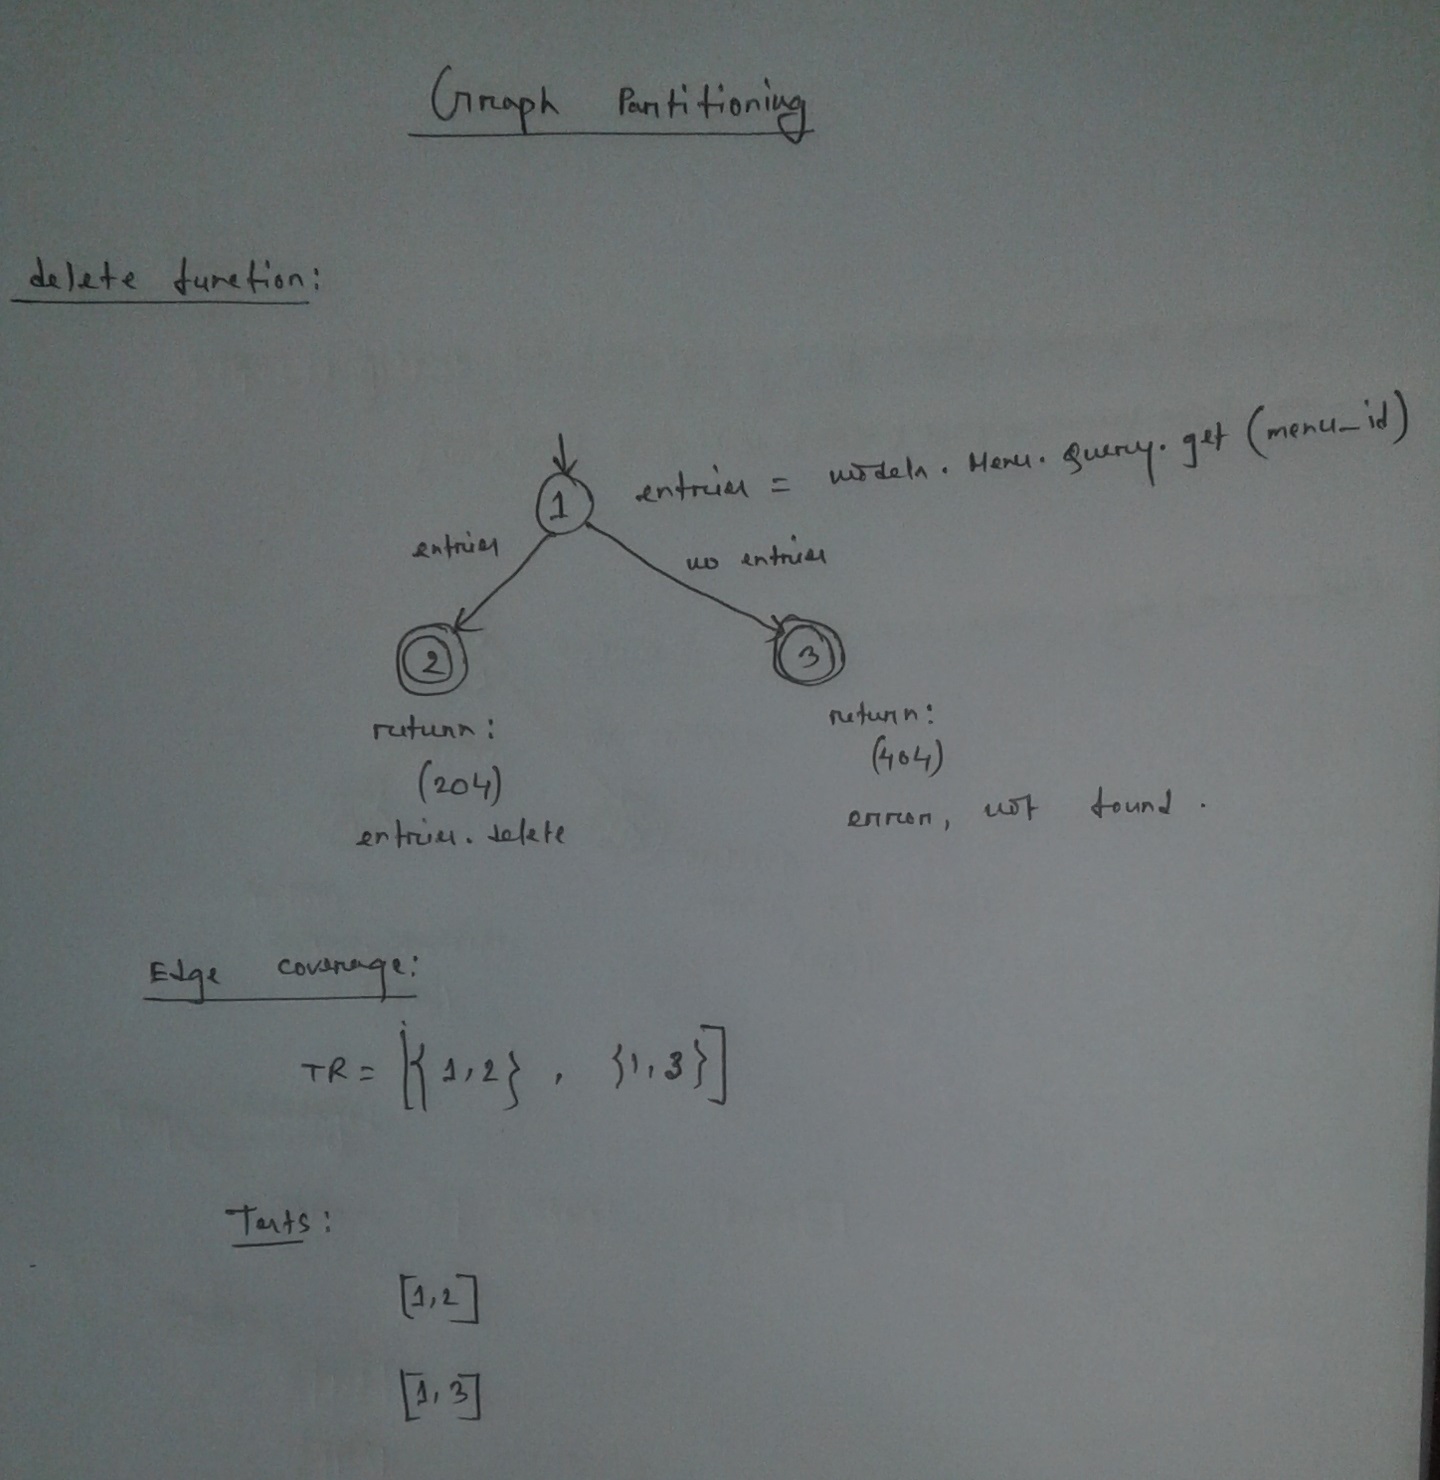 Graph Partitioning
delete function:
1 entries = models. Menu. Query. get (menu_id)
entries no entries
2 3
return: return:
(204) (404)
entries. delete error, not found.
Edge coverage:
TR = [{1,2} , {1,3}]
Tests:
[1,2]
[1,3]